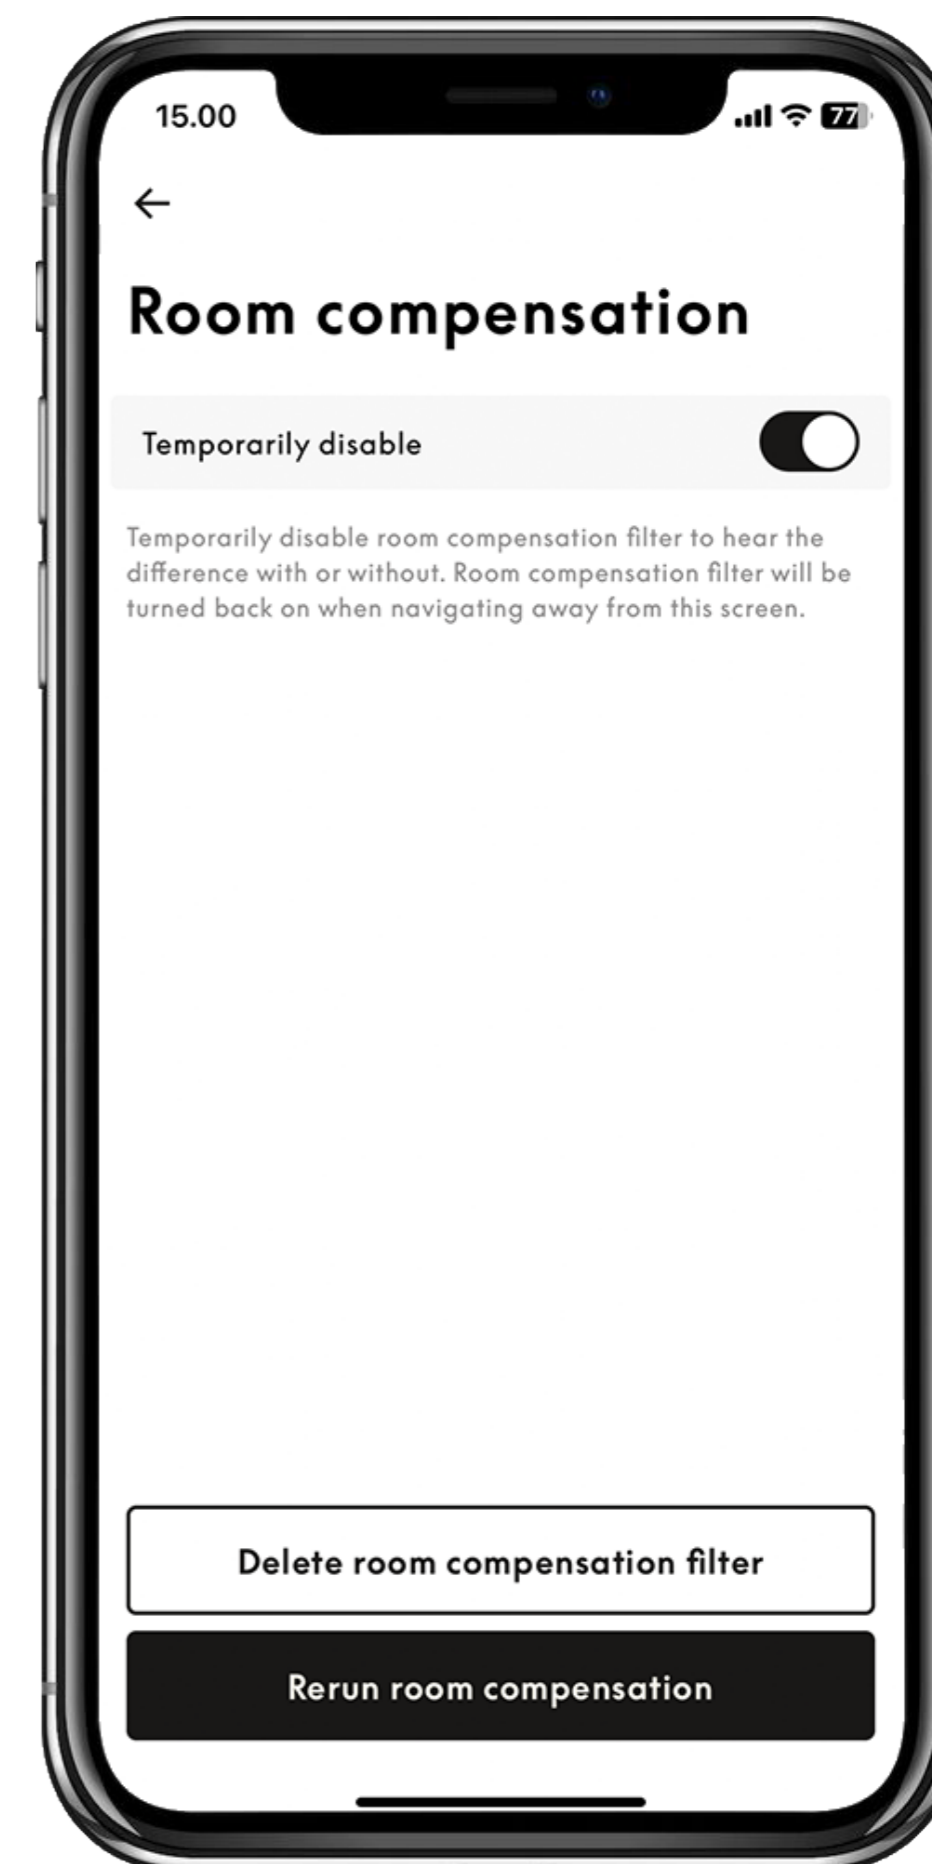 15.00
77
Room compensation
Temporarily disable
Temporarily disable room compensation filter to hear the
difference with or without. Room compensation filter will be
turned back on when navigating away from this screen.
Delete room compensation filter
Rerun room compensation